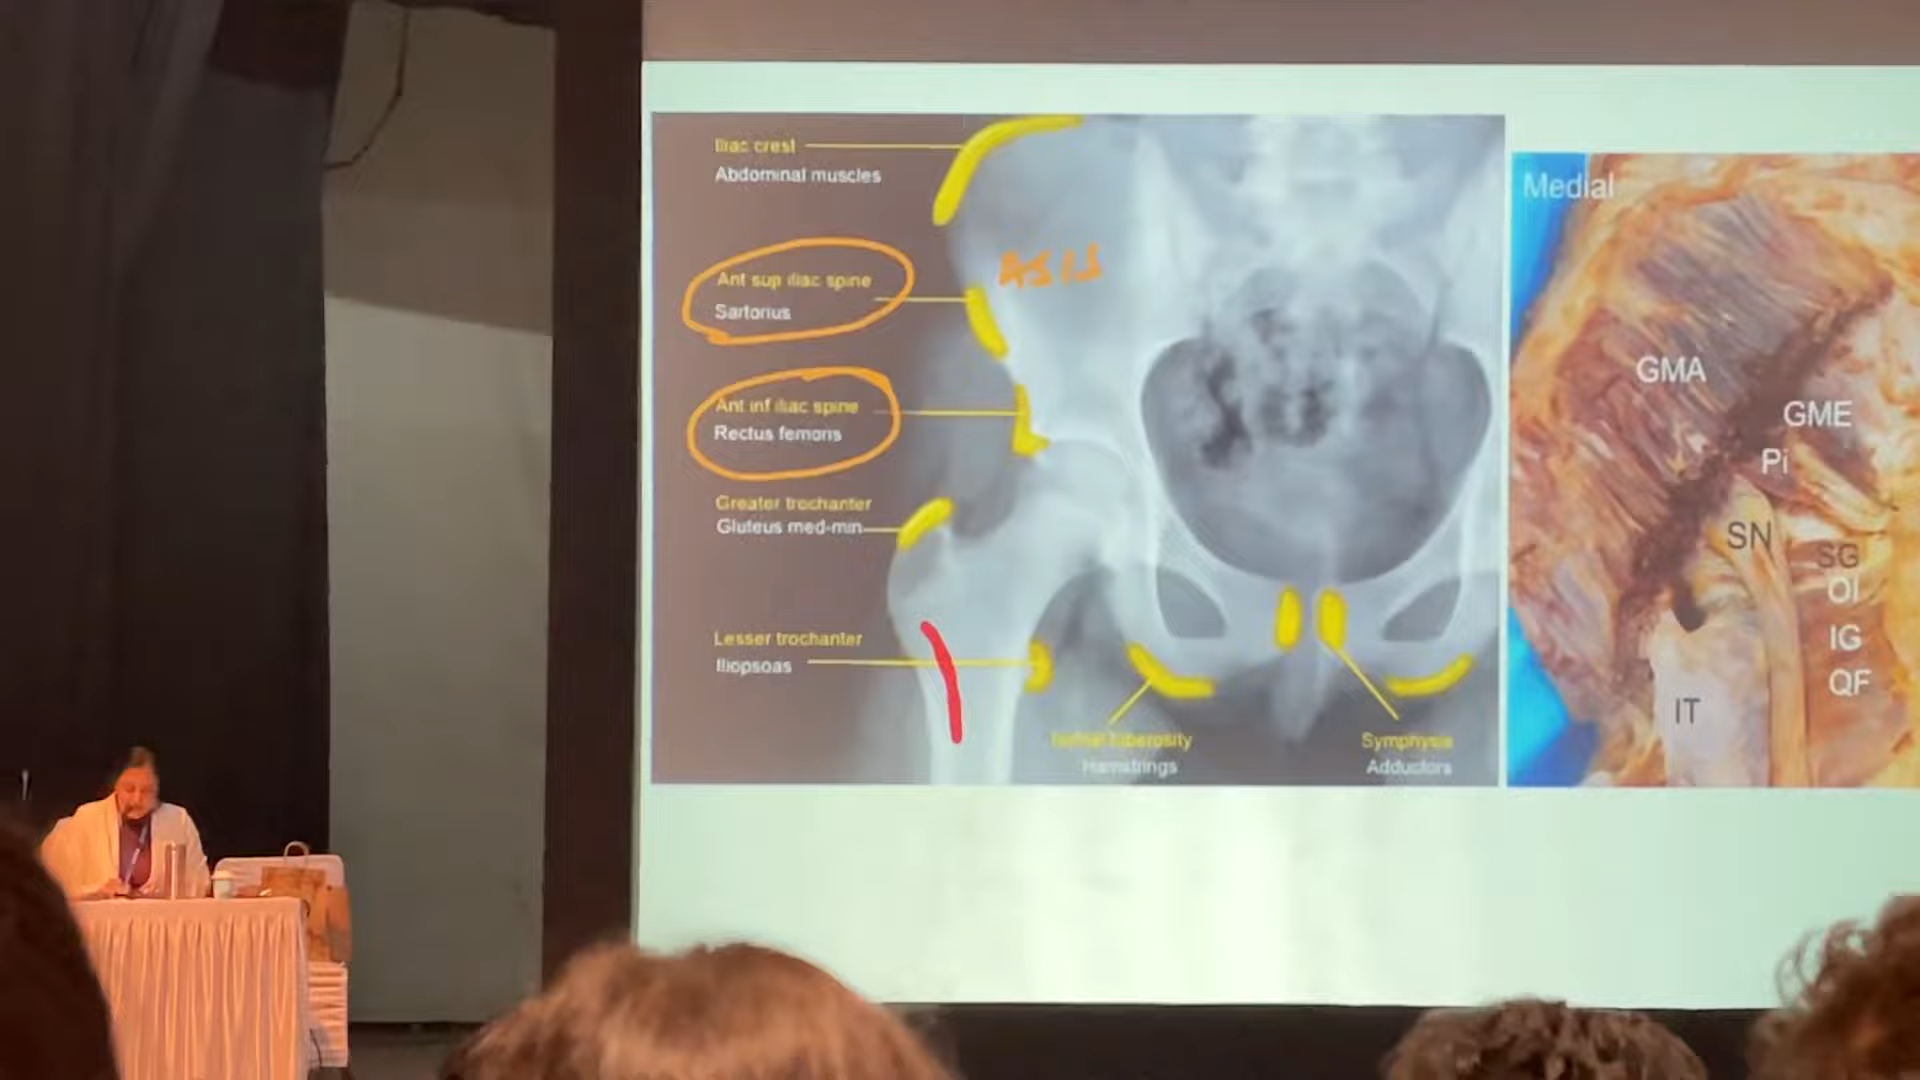 Iliac crest
Abdominal muscles
ASIS
Ant sup iliac spine
Sartorius
Ant inf iliac spine
Rectus femoris
Greater trochanter
Gluteus med-min
Lesser trochanter
Iliopsoas
Ischial tuberosity
Hamstrings
Symphysis
Adductors
Medial
GMA
GME
Pi
SN
SG
OI
IG
QF
IT